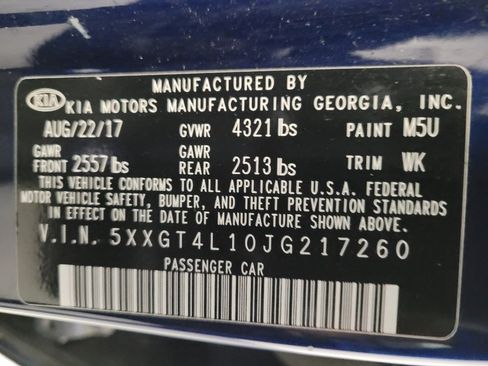 MANUFACTURED BY
KIA KIA MOTORS MANUFACTURING GEORGIA, INC.
AUG/22/17 GVWR 4321 lbs PAINT M5U
GAWR FRONT 2557 lbs GAWR REAR 2513 lbs TRIM WK
THIS VEHICLE CONFORMS TO ALL APPLICABLE U.S.A. FEDERAL
MOTOR VEHICLE SAFETY, BUMPER, AND THEFT PREVENTION STANDARDS
IN EFFECT ON THE DATE OF MANUFACTURE SHOWN ABOVE.
V.I.N. 5XXGT4L10JG217260
PASSENGER CAR